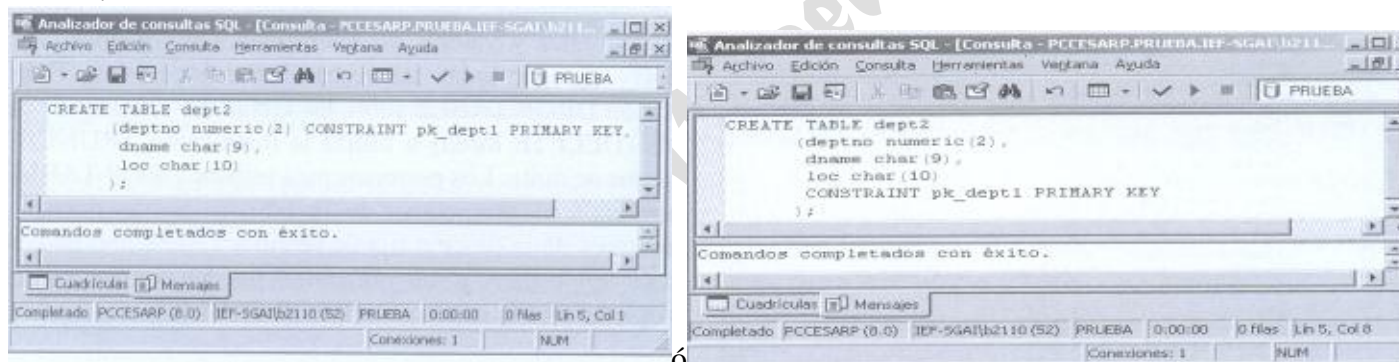 Analizador de consultas SQL - [Consulta - PCCESARP.PRUEBA.IEF-SGAI\b211...
Archivo Edición Consulta Herramientas Ventana Ayuda
PRUEBA
CREATE TABLE dept2
(deptno numeric(2) CONSTRAINT pk_dept1 PRIMARY KEY,
dname char(9),
loc char(10)
);
Comandos completados con éxito.
Cuadrículas Mensajes
Completado PCCESARP (8.0) IEF-SGAI\b2110 (52) PRUEBA 0:00:00 0 filas Lín 5, Col 1
Conexiones: 1 NUM
ó
Analizador de consultas SQL - [Consulta - PCCESARP.PRUEBA.IEF-SGAI\b211...
Archivo Edición Consulta Herramientas Ventana Ayuda
PRUEBA
CREATE TABLE dept2
(deptno numeric(2),
dname char(9),
loc char(10)
CONSTRAINT pk_dept1 PRIMARY KEY
);
Comandos completados con éxito.
Cuadrículas Mensajes
Completado PCCESARP (8.0) IEF-SGAI\b2110 (52) PRUEBA 0:00:00 0 filas Lín 5, Col 8
Conexiones: 1 NUM